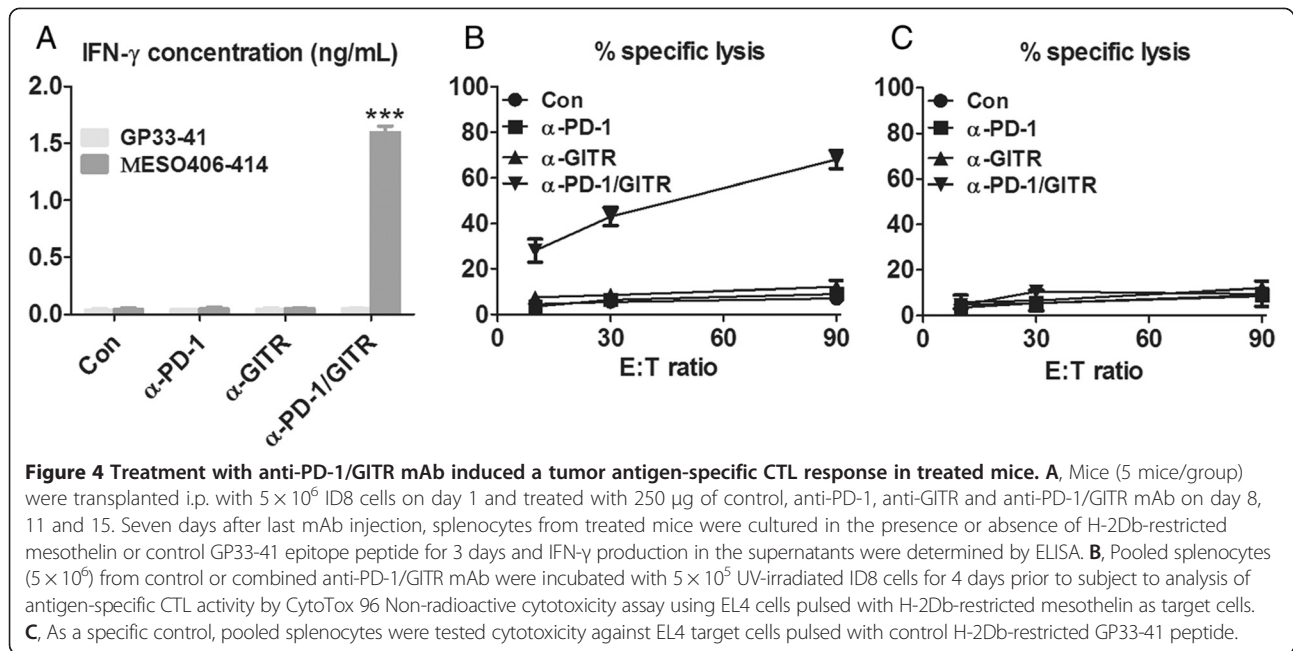 A
IFN-γ concentration (ng/mL)
2.0
1.5
1.0
0.5
0.0
GP33-41
MESO406-414
***
Con
α-PD-1
α-GITR
α-PD-1/GITR
B
% specific lysis
100
80
60
40
20
0
Con
α-PD-1
α-GITR
α-PD-1/GITR
0 30 60 90
E:T ratio
C
% specific lysis
100
80
60
40
20
0
Con
α-PD-1
α-GITR
α-PD-1/GITR
0 30 60 90
E:T ratio
Figure 4 Treatment with anti-PD-1/GITR mAb induced a tumor antigen-specific CTL response in treated mice. A, Mice (5 mice/group)
were transplanted i.p. with 5 × 10⁶ ID8 cells on day 1 and treated with 250 μg of control, anti-PD-1, anti-GITR and anti-PD-1/GITR mAb on day 8,
11 and 15. Seven days after last mAb injection, splenocytes from treated mice were cultured in the presence or absence of H-2Db-restricted
mesothelin or control GP33-41 epitope peptide for 3 days and IFN-γ production in the supernatants were determined by ELISA. B, Pooled splenocytes
(5 × 10⁶) from control or combined anti-PD-1/GITR mAb were incubated with 5 × 10⁵ UV-irradiated ID8 cells for 4 days prior to subject to analysis of
antigen-specific CTL activity by CytoTox 96 Non-radioactive cytotoxicity assay using EL4 cells pulsed with H-2Db-restricted mesothelin as target cells.
C, As a specific control, pooled splenocytes were tested cytotoxicity against EL4 target cells pulsed with control H-2Db-restricted GP33-41 peptide.